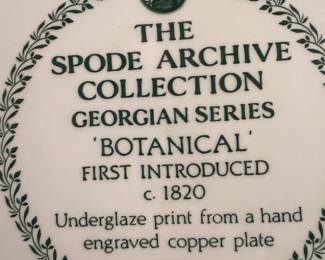 THE
SPODE ARCHIVE
COLLECTION
GEORGIAN SERIES
'BOTANICAL'
FIRST INTRODUCED
c. 1820
Underglaze print from a hand
engraved copper plate